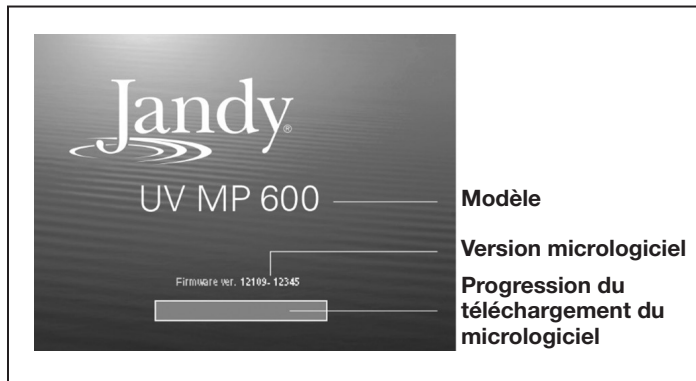 Jandy®
UV MP 600
Modèle
Version micrologiciel
Firmware ver. 12109-12345
Progression du
téléchargement du
micrologiciel